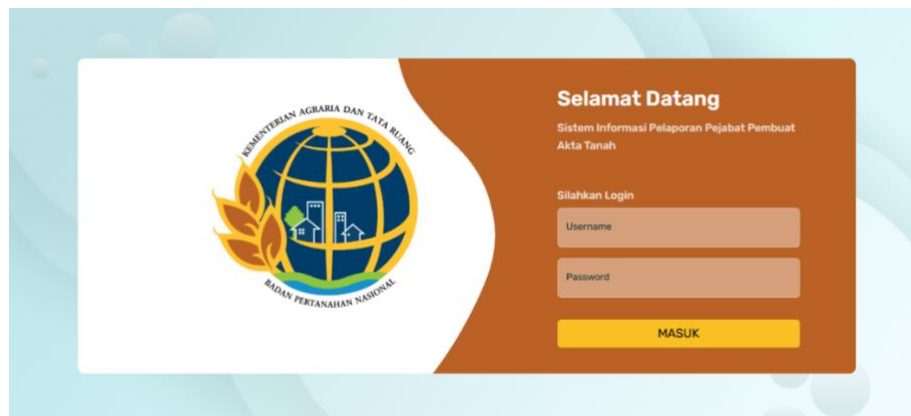 KEMENTERIAN AGRARIA DAN TATA RUANG
BADAN PERTANAHAN NASIONAL
Selamat Datang
Sistem Informasi Pelaporan Pejabat Pembuat
Akta Tanah
Silahkan Login
Username
Password
MASUK